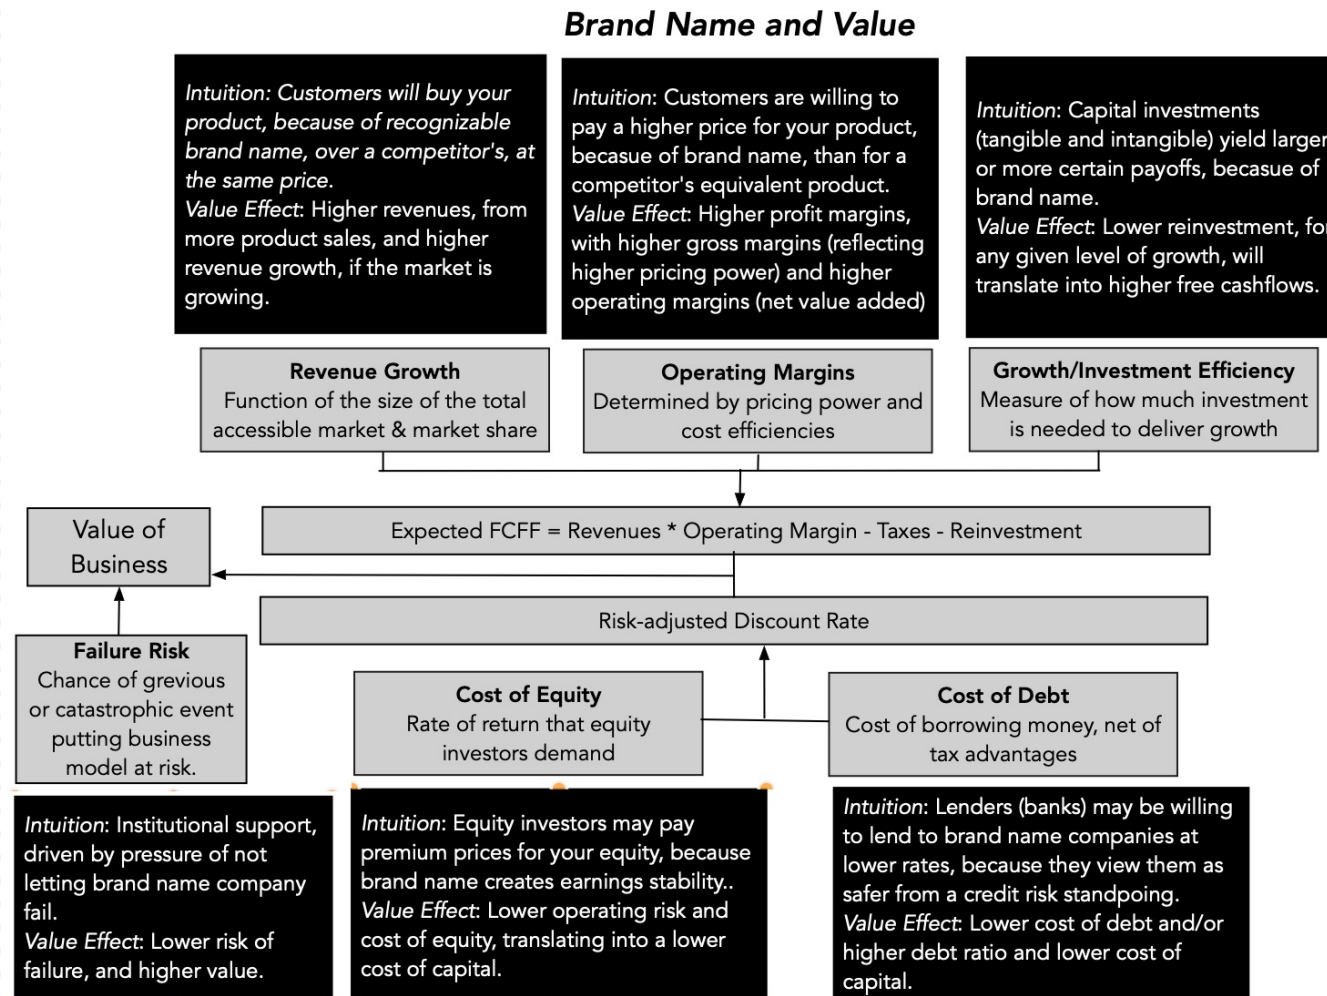 Brand Name and Value
Intuition: Customers will buy your
product, because of recognizable
brand name, over a competitor's, at
the same price.
Value Effect: Higher revenues, from
more product sales, and higher
revenue growth, if the market is
growing.
Intuition: Customers are willing to
pay a higher price for your product,
becasue of brand name, than for a
competitor's equivalent product.
Value Effect: Higher profit margins,
with higher gross margins (reflecting
higher pricing power) and higher
operating margins (net value added)
Intuition: Capital investments
(tangible and intangible) yield larger
or more certain payoffs, becasue of
brand name.
Value Effect: Lower reinvestment, for
any given level of growth, will
translate into higher free cashflows.
Revenue Growth
Function of the size of the total
accessible market & market share
Operating Margins
Determined by pricing power and
cost efficiencies
Growth/Investment Efficiency
Measure of how much investment
is needed to deliver growth
Value of
Business
Expected FCFF = Revenues * Operating Margin - Taxes - Reinvestment
Risk-adjusted Discount Rate
Failure Risk
Chance of grevious
or catastrophic event
putting business
model at risk.
Cost of Equity
Rate of return that equity
investors demand
Cost of Debt
Cost of borrowing money, net of
tax advantages
Intuition: Institutional support,
driven by pressure of not
letting brand name company
fail.
Value Effect: Lower risk of
failure, and higher value.
Intuition: Equity investors may pay
premium prices for your equity, because
brand name creates earnings stability..
Value Effect: Lower operating risk and
cost of equity, translating into a lower
cost of capital.
Intuition: Lenders (banks) may be willing
to lend to brand name companies at
lower rates, because they view them as
safer from a credit risk standpoing.
Value Effect: Lower cost of debt and/or
higher debt ratio and lower cost of
capital.